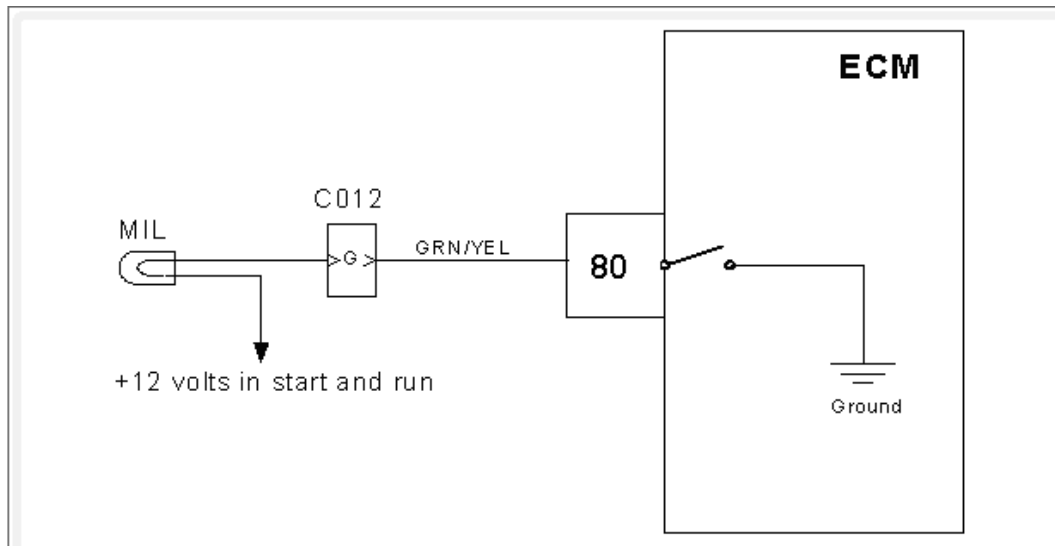 ECM
C012
MIL
G
GRN/YEL
80
+12 volts in start and run
Ground